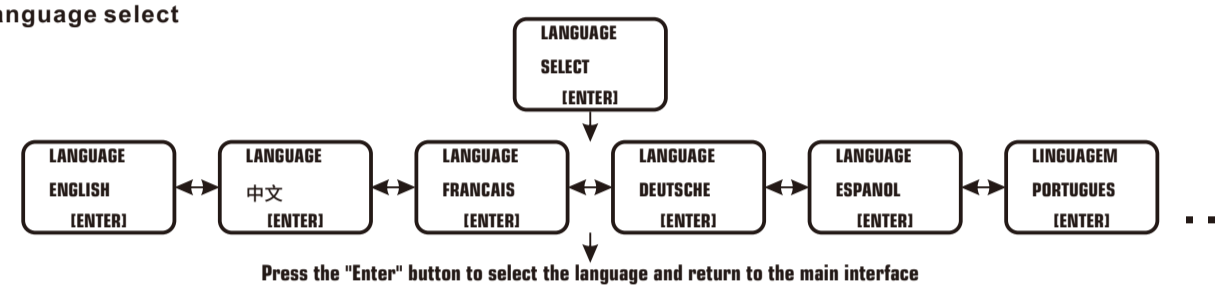 anguage select
LANGUAGE
SELECT
[ENTER]
LANGUAGE
ENGLISH
[ENTER]
LANGUAGE
中文
[ENTER]
LANGUAGE
FRANCAIS
[ENTER]
LANGUAGE
DEUTSCHE
[ENTER]
LANGUAGE
ESPANOL
[ENTER]
LINGUAGEM
PORTUGUES
[ENTER]
Press the "Enter" button to select the language and return to the main interface